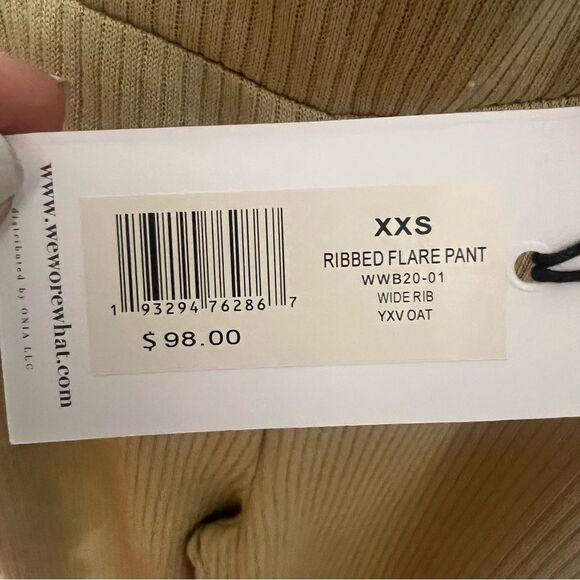 www.weworewhat.com
distributed by ONIA LLC
1 93294 76286 7
$ 98.00
XXS
RIBBED FLARE PANT
WWB20-01
WIDE RIB
YXV OAT